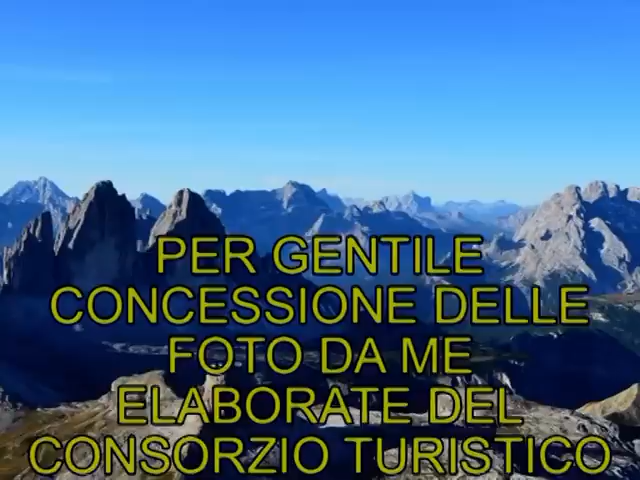 PER GENTILE
CONCESSIONE DELLE
FOTO DA ME
ELABORATE DEL
CONSORZIO TURISTICO